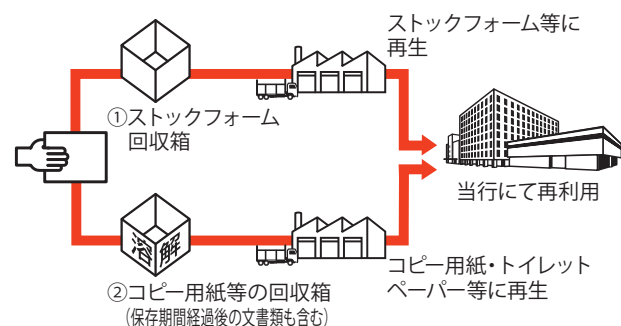 ストックフォーム等に
再生
①ストックフォーム
回収箱
当行にて再利用
溶解
②コピー用紙等の回収箱
(保存期間経過後の文書類も含む)
コピー用紙・トイレット
ペーパー等に再生